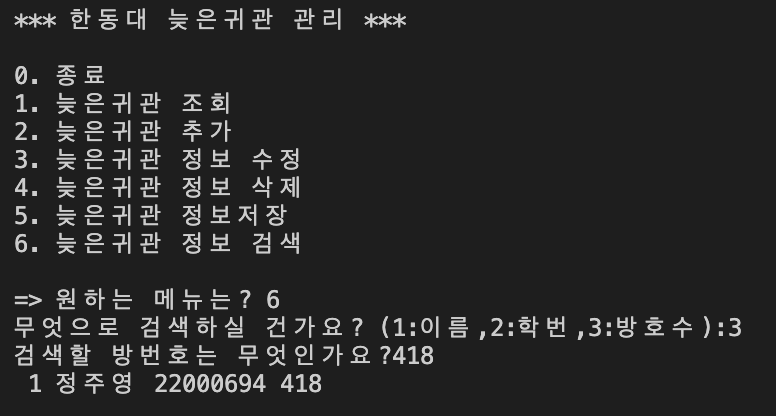 *** 한동대 늦은귀관 관리 ***
0. 종료
1. 늦은귀관 조회
2. 늦은귀관 추가
3. 늦은귀관 정보 수정
4. 늦은귀관 정보 삭제
5. 늦은귀관 정보저장
6. 늦은귀관 정보 검색
=> 원하는 메뉴는? 6
무엇으로 검색하실 건가요? (1:이름,2:학번,3:방호수):3
검색할 방번호는 무엇인가요?418
1 정주영 22000694 418